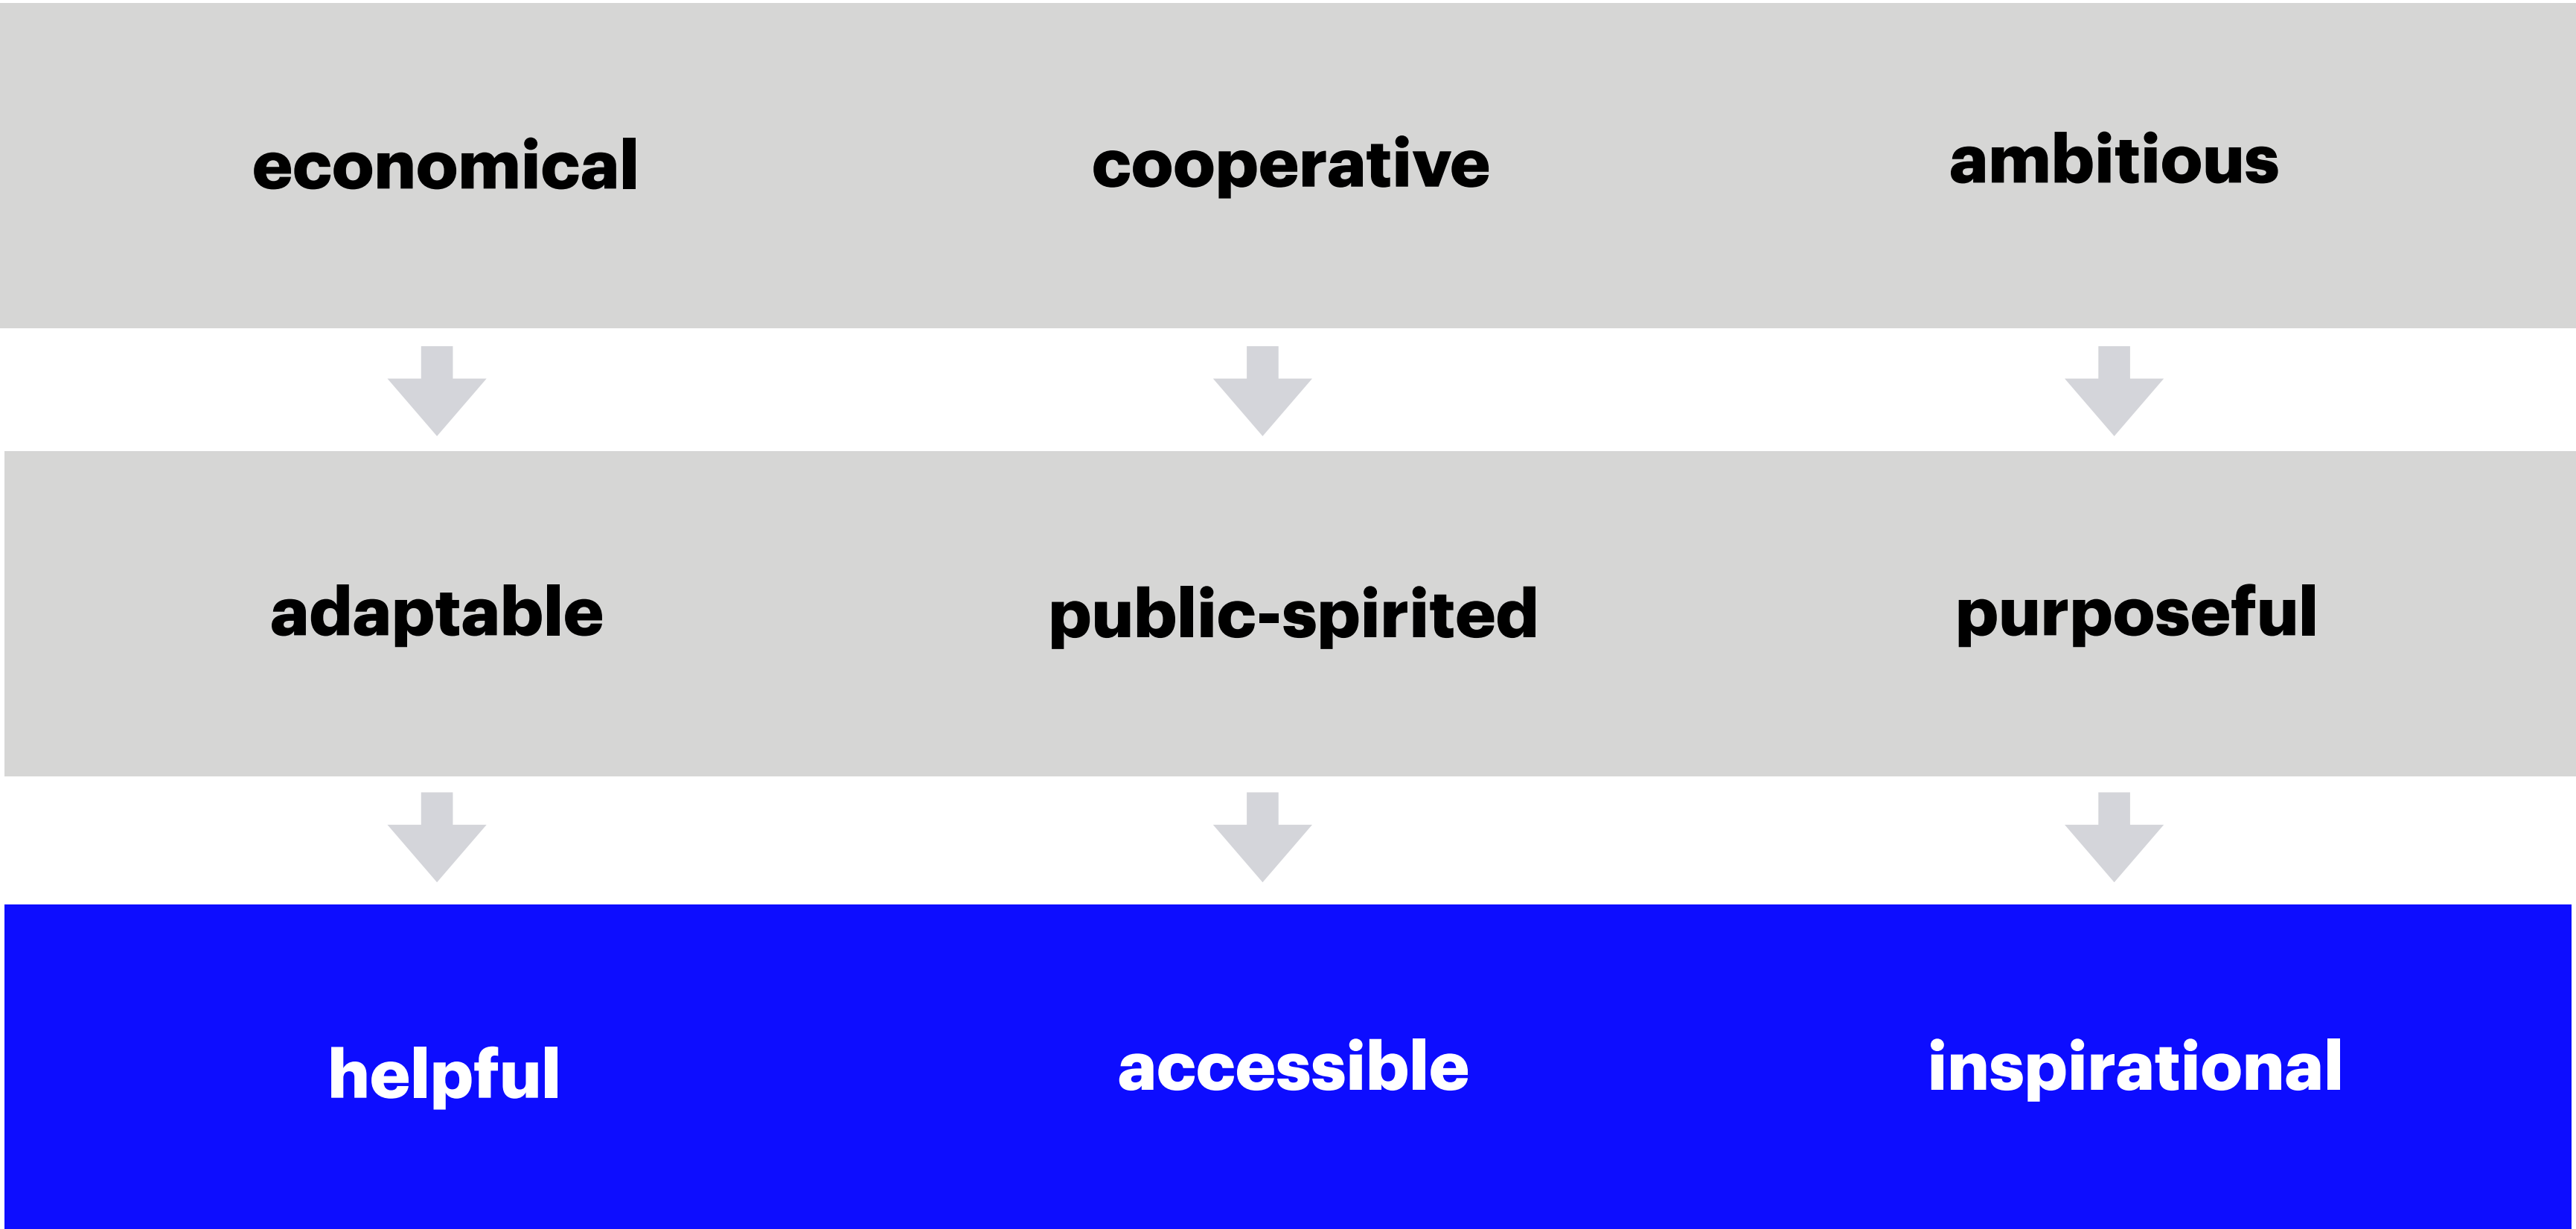 economical cooperative ambitious
adaptable public-spirited purposeful
helpful accessible inspirational